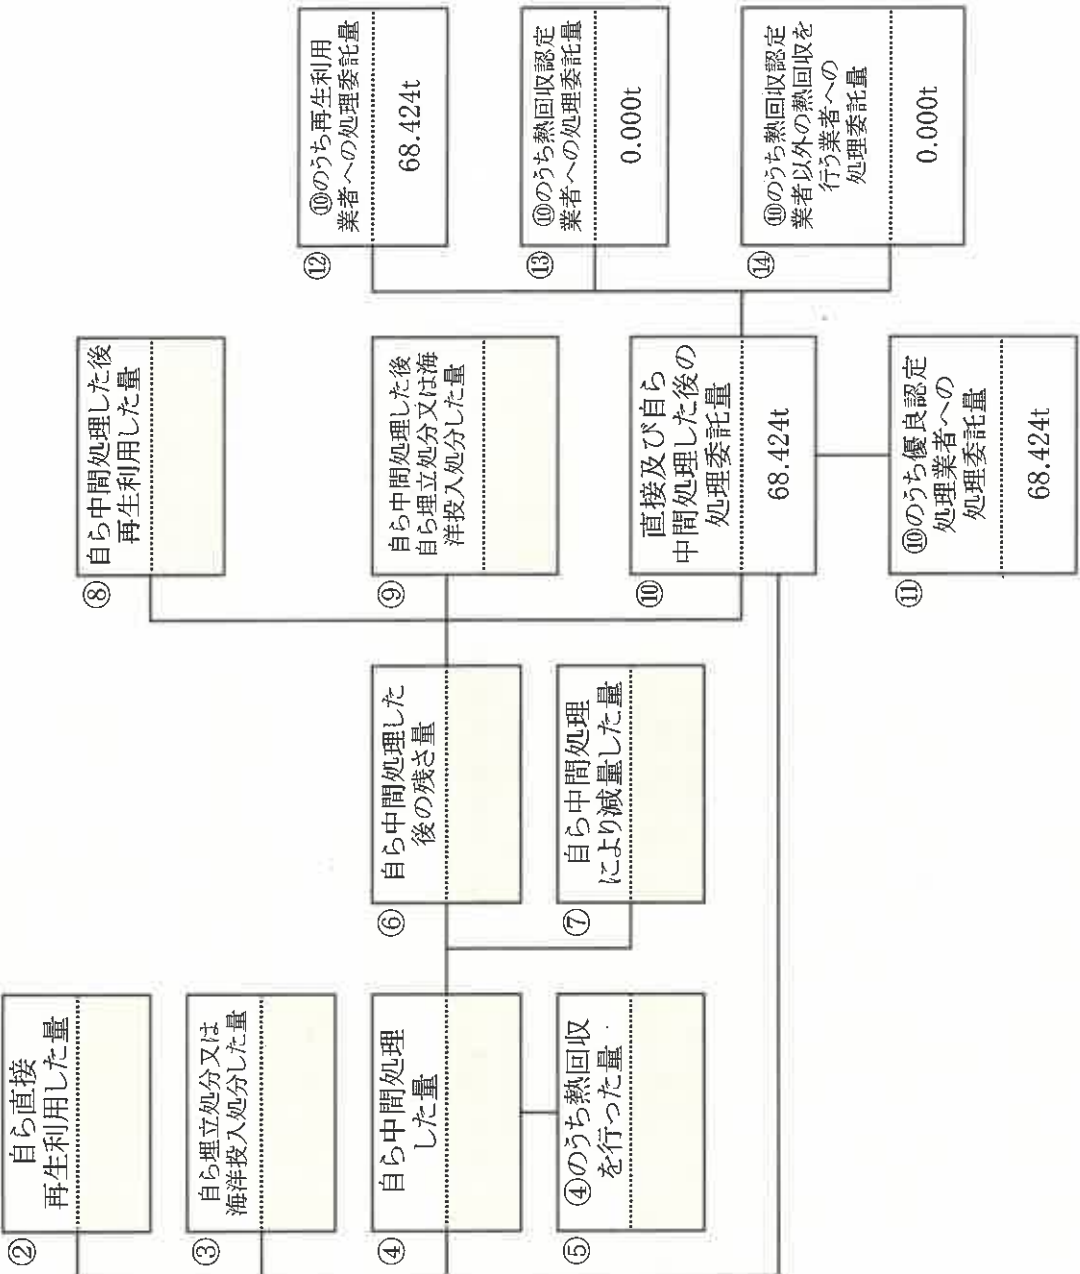 ②
自ら直接
再生利用した量
③
自ら埋立処分又は
海洋投入処分した量
④
自ら中間処理
した量
⑤
④のうち熱回収
を行った量
⑥
自ら中間処理した
後の残さ量
⑦
自ら中間処理
により減量した量
⑧
自ら中間処理した後
再生利用した量
⑨
自ら中間処理した後
自ら埋立処分又は海
洋投入処分した量
⑩
直接及び自ら
中間処理した後の
処理委託量
68.424t
⑪
⑩のうち優良認定
処理業者への
処理委託量
68.424t
⑫
⑩のうち再生利用
業者への処理委託量
68.424t
⑬
⑩のうち熱回収認定
業者への処理委託量
0.000t
⑭
⑩のうち熱回収認定
業者以外の熱回収を
行う業者への
処理委託量
0.000t